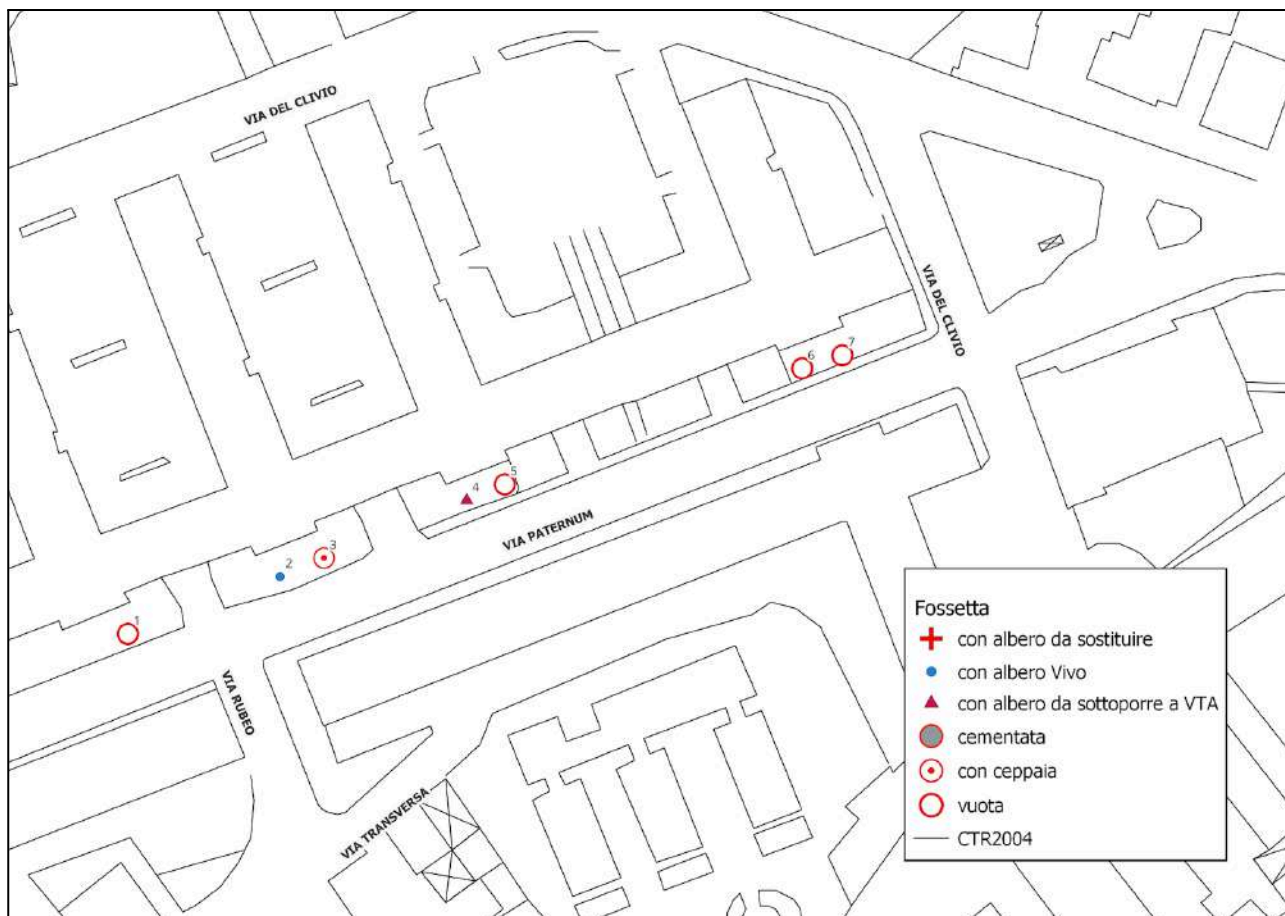 VIA DEL CLIVIO
VIA DEL CLIVIO
6
7
5
4
VIA PATERNUM
3
2
1
VIA RUBEO
VIA TRANSVERSA
Fossetta
con albero da sostituire
con albero Vivo
con albero da sottoporre a VTA
cementata
con ceppaia
vuota
CTR2004